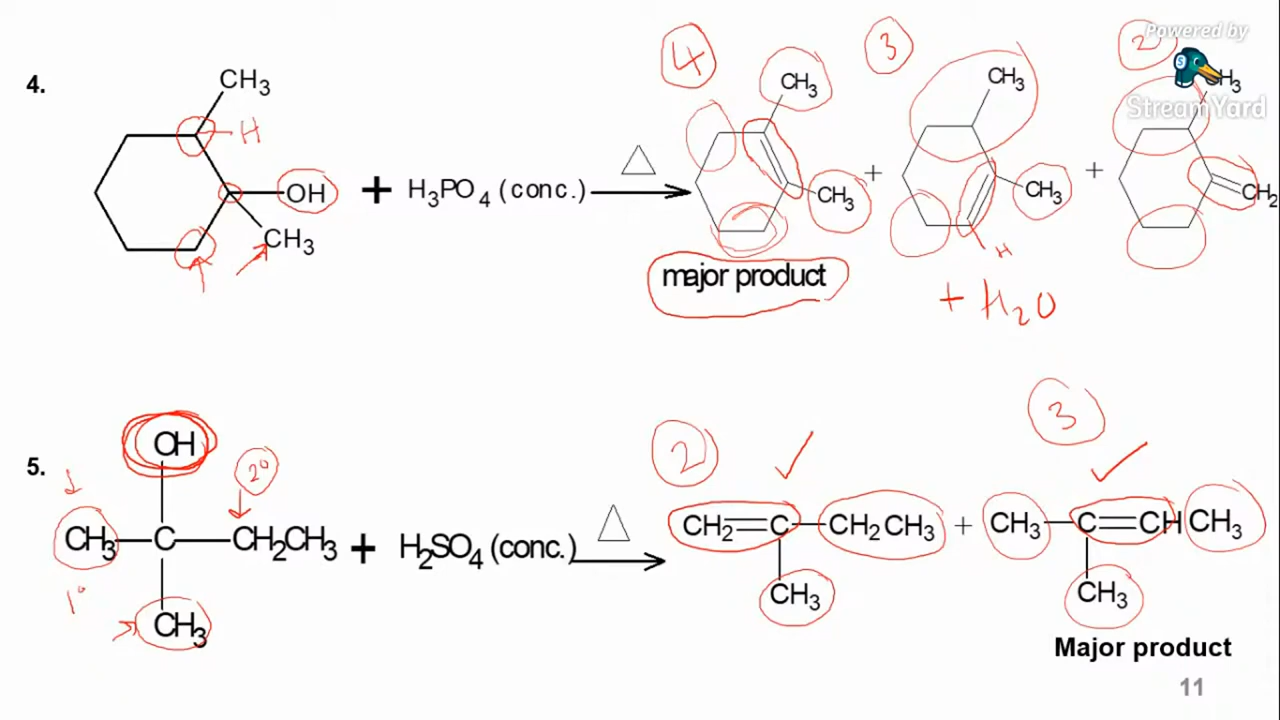 Powered by
StreamYard
4.
CH3
H
OH
CH3
+ H3PO4 (conc.)
△
4
CH3
CH3
major product
+
3
CH3
CH3
H
+
2
H3
CH2
+ H2O
5.
OH
CH3 C CH2CH3
CH3
1°
2°
+ H2SO4 (conc.)
△
2
CH2=C-CH2CH3
CH3
+
3
CH3-C=CHCH3
CH3
Major product
11